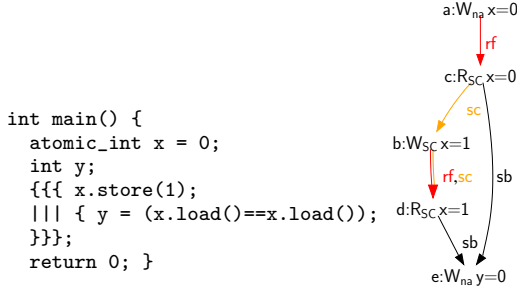 int main() {
atomic_int x = 0;
int y;
{{{ x.store(1);
||| { y = (x.load()==x.load());
}}};
return 0; }
a:Wna x=0
rf
c:RSC x=0
sc
b:WSC x=1
sb
rf,sc
d:RSC x=1
sb
e:Wna y=0